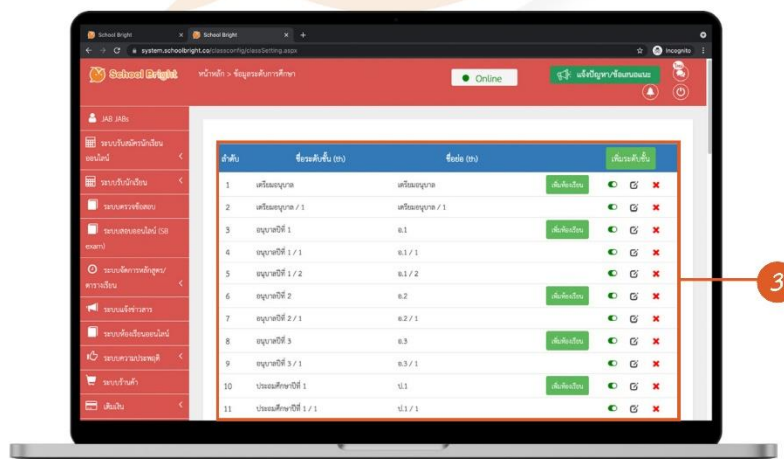 School Bright
School Bright
system.schoolbright.co/classconfig/classSetting.aspx
Incognito
School Bright
หน้าหลัก > ข้อมูลระดับการศึกษา
Online
แจ้งปัญหา/ข้อเสนอแนะ
JAB JABs
ระบบรับสมัครนักเรียน
ออนไลน์
ระบบรับนักเรียน
ระบบตรวจข้อสอบ
ระบบสอบออนไลน์ (SB
exam)
ระบบจัดการหลักสูตร/
ตารางเรียน
ระบบแจ้งข่าวสาร
ระบบห้องเรียนออนไลน์
ระบบความประพฤติ
ระบบร้านค้า
เติมเงิน
ลำดับ ชื่อระดับชั้น (th) ชื่อย่อ (th) เพิ่มระดับชั้น
1 เตรียมอนุบาล เตรียมอนุบาล เพิ่มห้องเรียน
2 เตรียมอนุบาล / 1 เตรียมอนุบาล / 1
3 อนุบาลปีที่ 1 อ.1 เพิ่มห้องเรียน
4 อนุบาลปีที่ 1 / 1 อ.1 / 1
5 อนุบาลปีที่ 1 / 2 อ.1 / 2
6 อนุบาลปีที่ 2 อ.2 เพิ่มห้องเรียน
7 อนุบาลปีที่ 2 / 1 อ.2 / 1
8 อนุบาลปีที่ 3 อ.3 เพิ่มห้องเรียน
9 อนุบาลปีที่ 3 / 1 อ.3 / 1
10 ประถมศึกษาปีที่ 1 ป.1 เพิ่มห้องเรียน
11 ประถมศึกษาปีที่ 1 / 1 ป.1 / 1
3